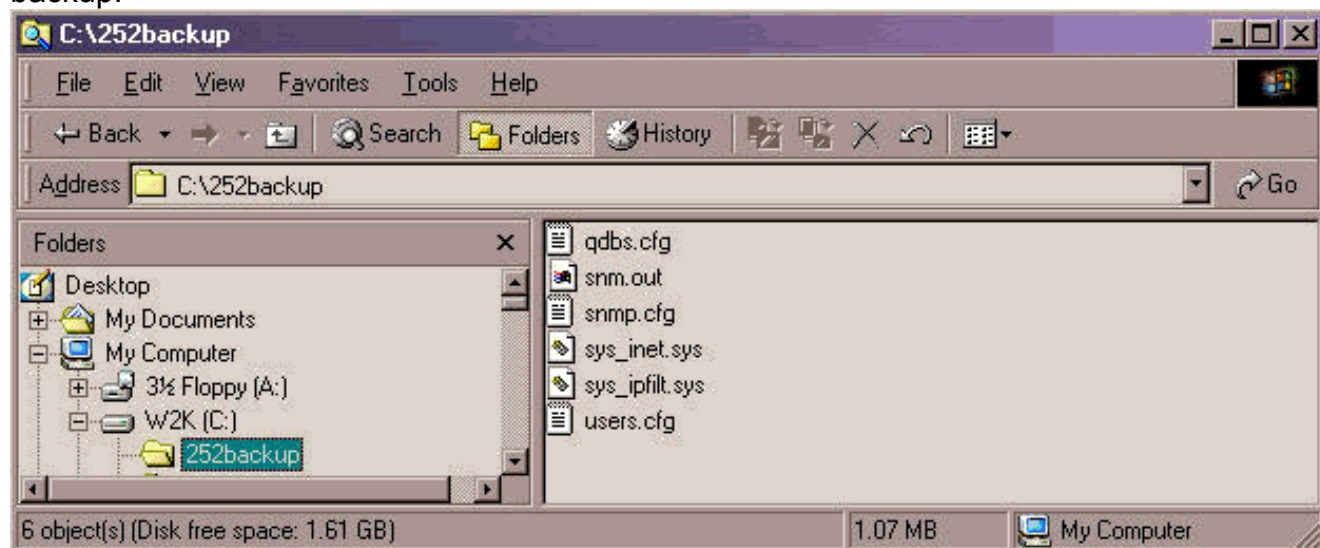 backup.
C:\252backup
File Edit View Favorites Tools Help
Back Search Folders History
Address C:\252backup Go
Folders
Desktop
My Documents
My Computer
3½ Floppy (A:)
W2K (C:)
252backup
qdbs.cfg
snm.out
snmp.cfg
sys_inet.sys
sys_ipfilt.sys
users.cfg
6 object(s) (Disk free space: 1.61 GB) 1.07 MB My Computer